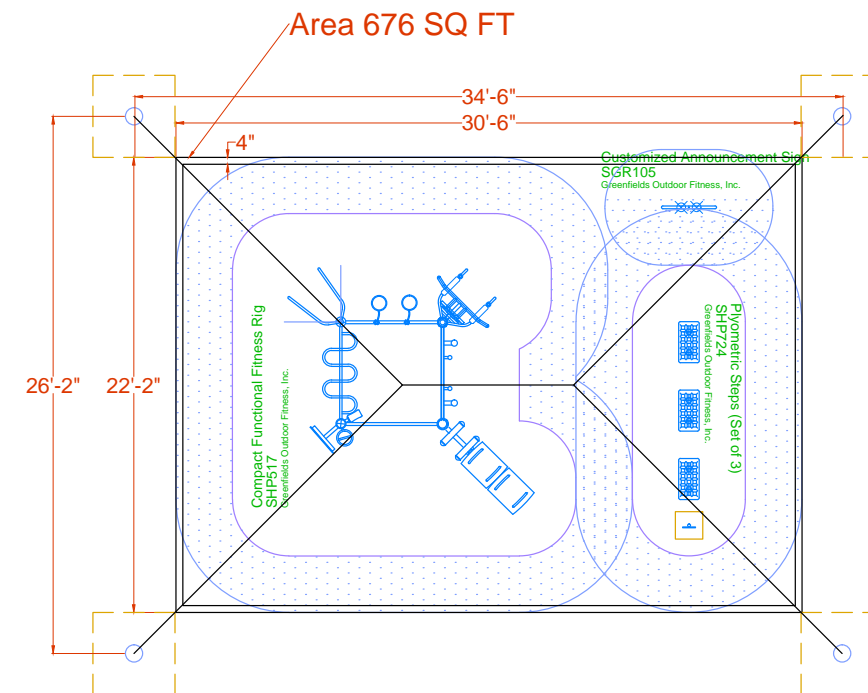 Area 676 SQ FT
34'-6"
30'-6"
4"
Customized Announcement Sign
SGR105
Greenfields Outdoor Fitness, Inc.
26'-2"
22'-2"
Compact Functional Fitness Rig
SHP517
Greenfields Outdoor Fitness, Inc.
Plyometric Steps (Set of 3)
SHP724
Greenfields Outdoor Fitness, Inc.